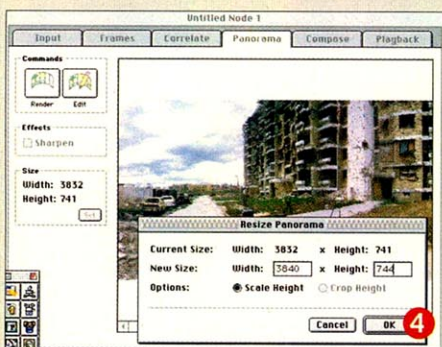 Untitled Node 1
Input Frames Correlate Panorama Compose Playback
Commands
Render Edit
Effects
Sharpen
Size
Width: 3832
Height: 741
Set
Resize Panorama
Current Size: Width: 3832 x Height: 741
New Size: Width: 3840 x Height: 744
Options: Scale Height Crop Height
Cancel OK 4